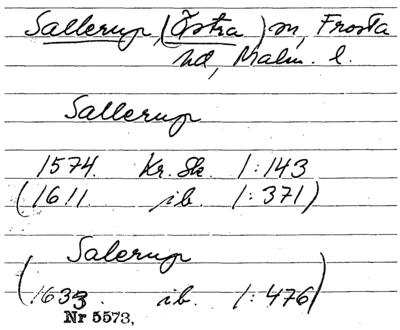 Sallerup, (Östra) sn, Frosta
hd, Malm. l.
Sallerup
1574 Kr. Sk. 1:143
(1611 ib. 1:371)
Salerup
(1633. ib. 1:476)
Nr 5573,